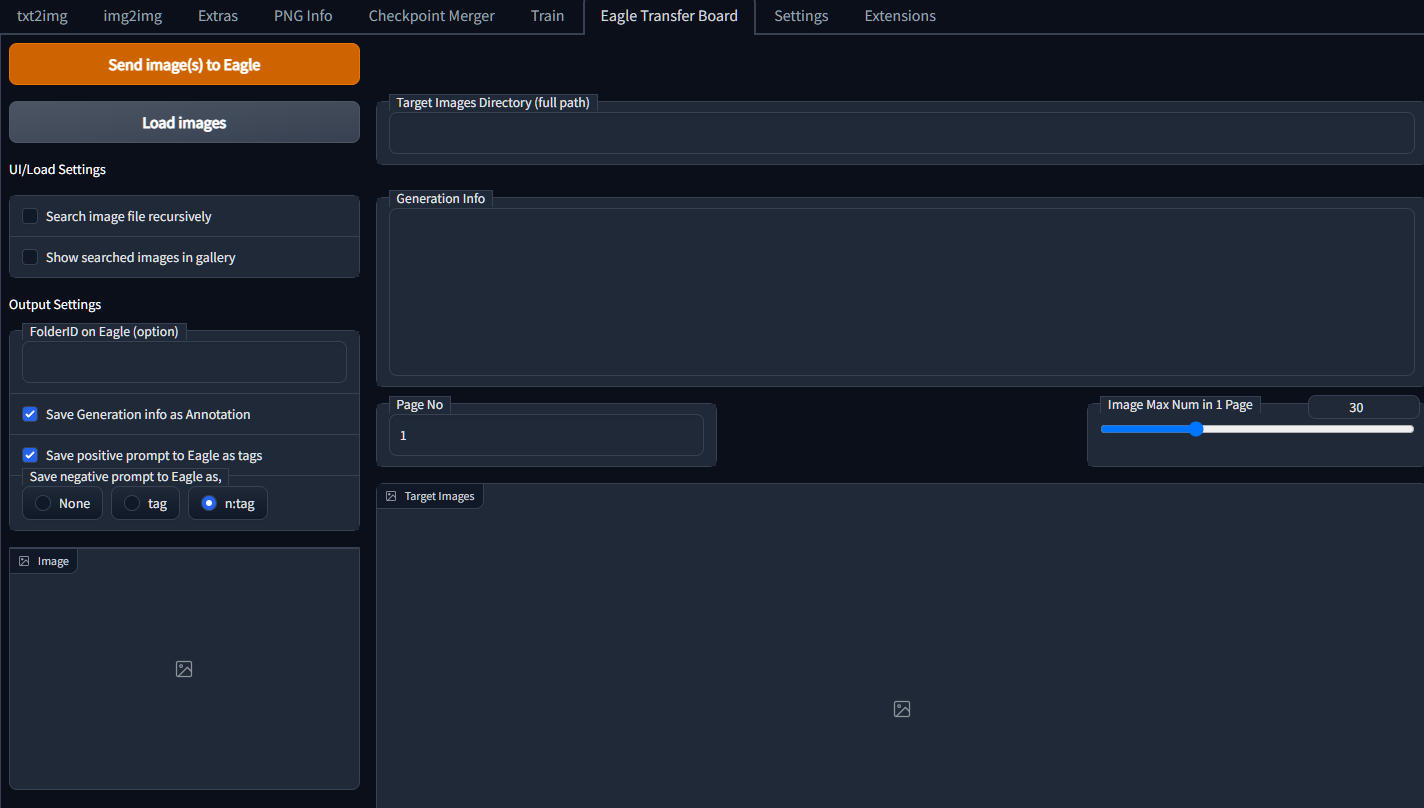 txt2img img2img Extras PNG Info Checkpoint Merger Train Eagle Transfer Board Settings Extensions
Send image(s) to Eagle
Load images
UI/Load Settings
Search image file recursively
Show searched images in gallery
Output Settings
FolderID on Eagle (option)
Save Generation info as Annotation
Save positive prompt to Eagle as tags
Save negative prompt to Eagle as,
None tag n:tag
Image
Target Images Directory (full path)
Generation Info
Page No
1
Image Max Num in 1 Page 30
Target Images